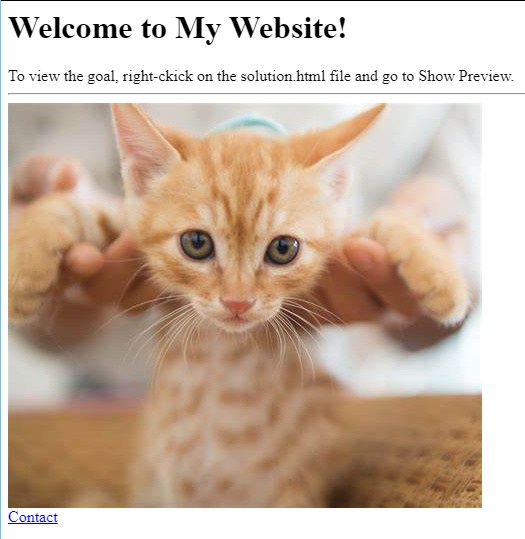 Welcome to My Website!
To view the goal, right-ckick on the solution.html file and go to Show Preview.
Contact